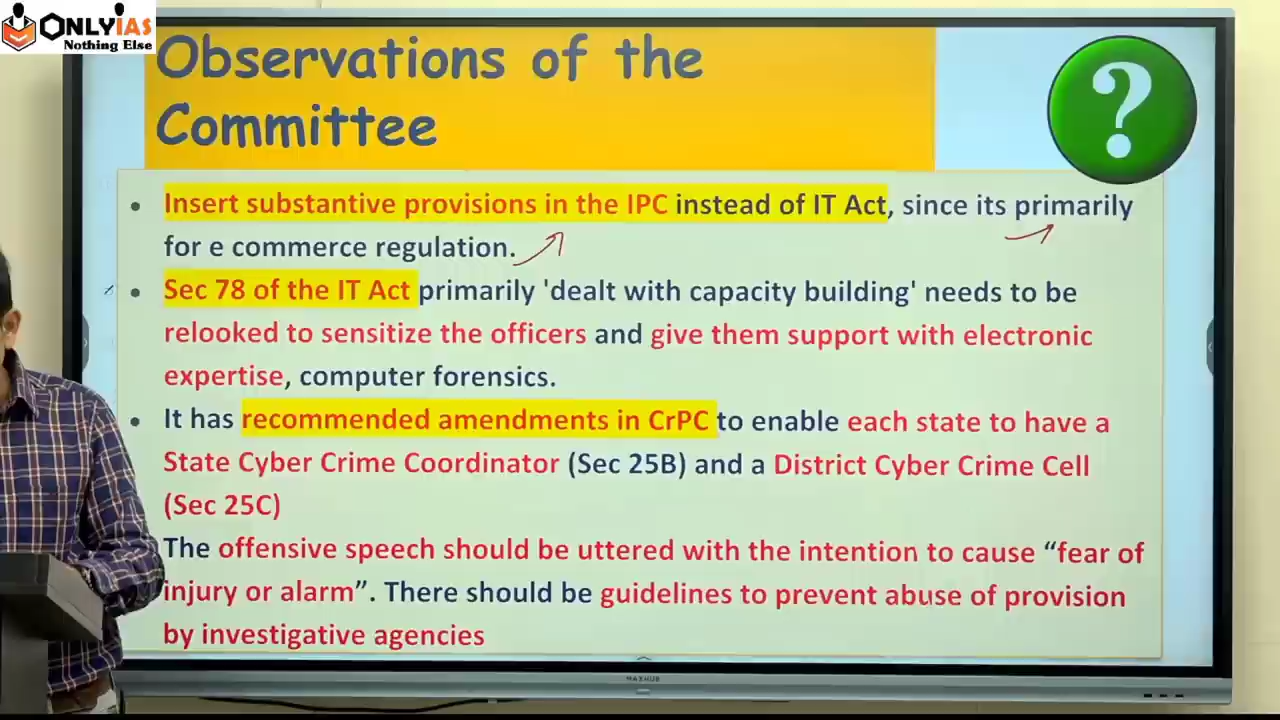 ONLYIAS
Nothing Else
Observations of the
Committee
?
• Insert substantive provisions in the IPC instead of IT Act, since its primarily
for e commerce regulation.
• Sec 78 of the IT Act primarily 'dealt with capacity building' needs to be
relooked to sensitize the officers and give them support with electronic
expertise, computer forensics.
• It has recommended amendments in CrPC to enable each state to have a
State Cyber Crime Coordinator (Sec 25B) and a District Cyber Crime Cell
(Sec 25C)
The offensive speech should be uttered with the intention to cause “fear of
injury or alarm”. There should be guidelines to prevent abuse of provision
by investigative agencies
MAXHUB